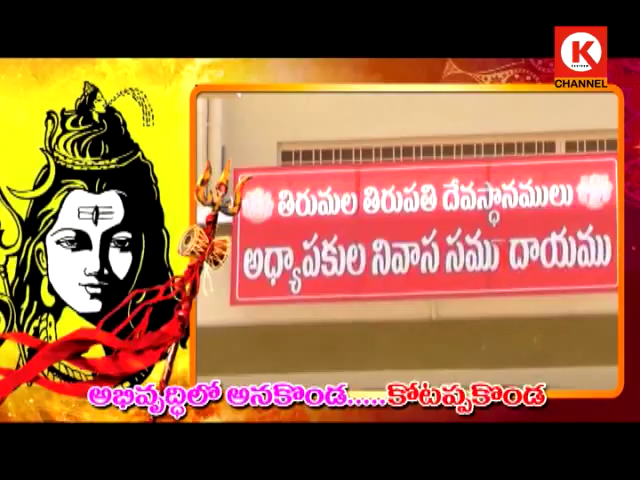 K
CHANNEL
తిరుమల తిరుపతి దేవస్థానములు
అధ్యాపకుల నివాస సముదాయము
అభివృద్ధిలో అనకొండ.....కోటప్పకొండ